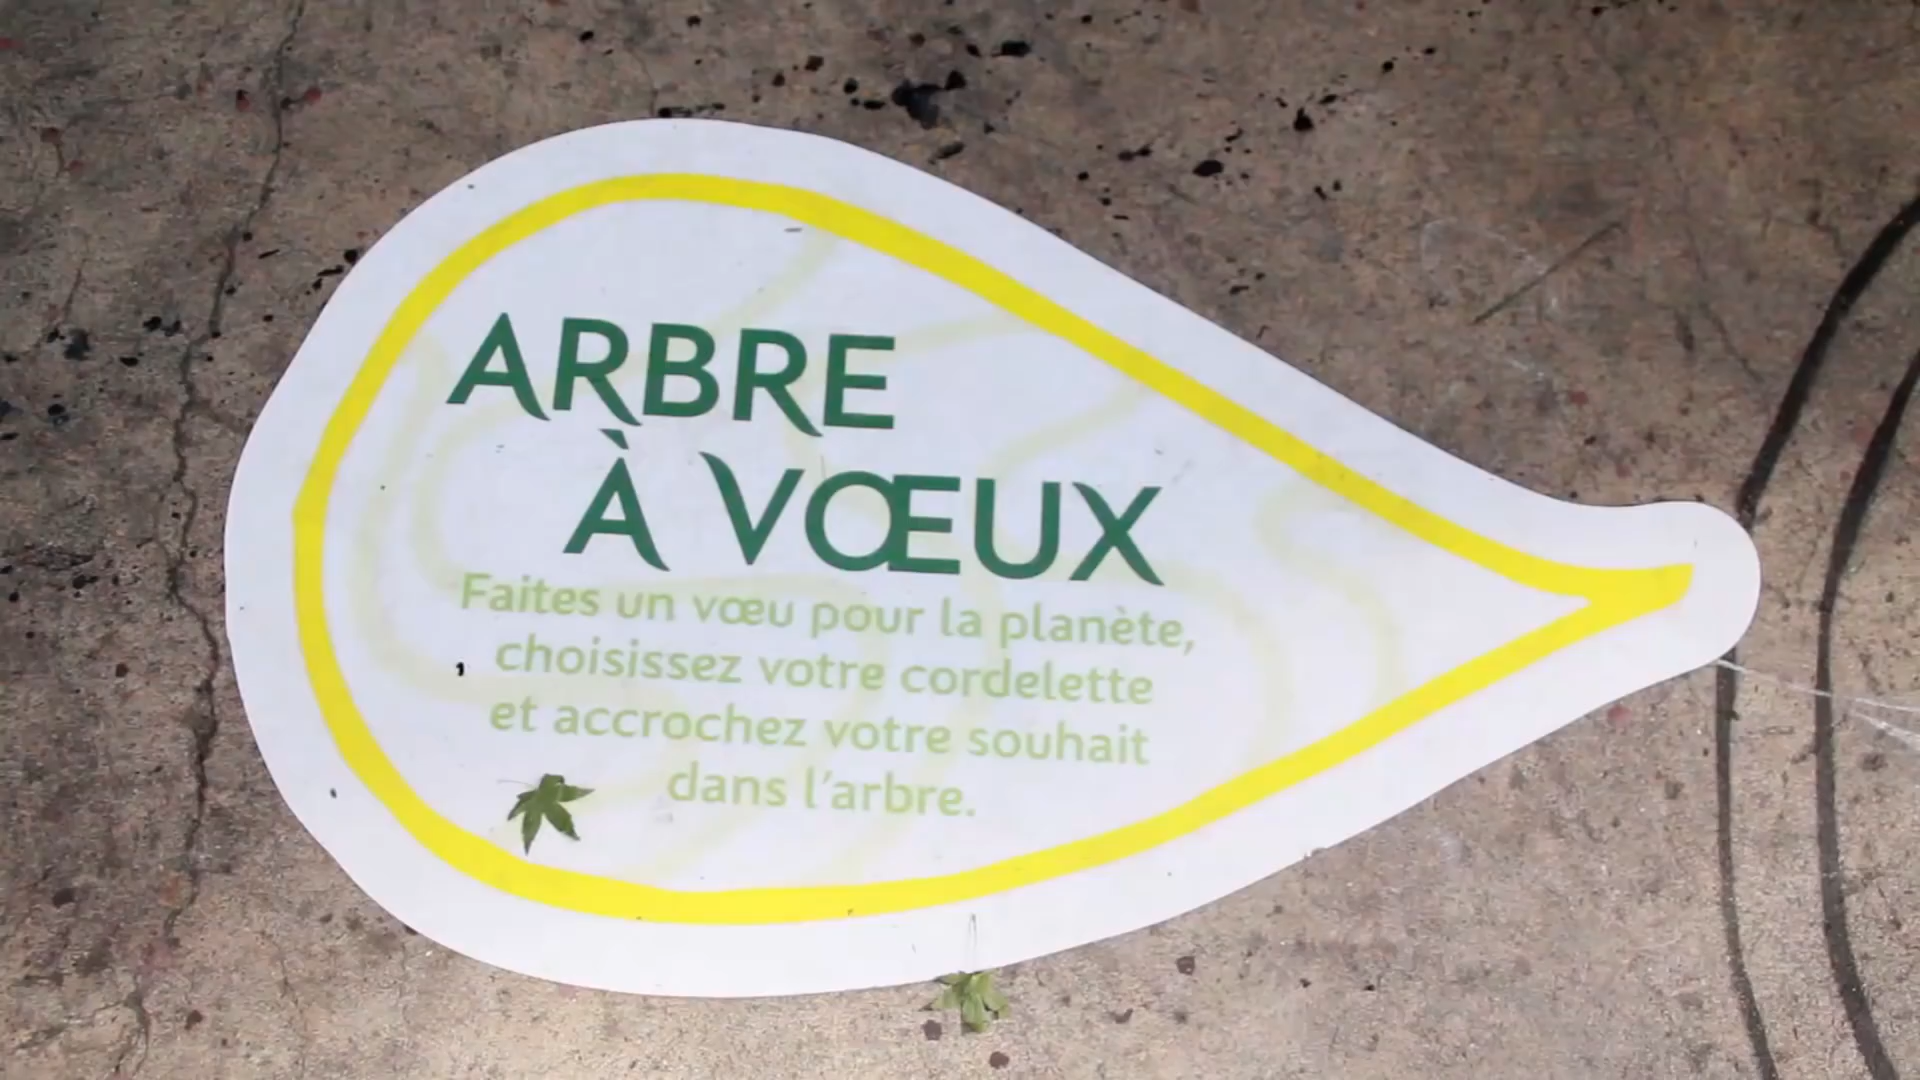 ARBRE
À VŒUX
Faites un vœu pour la planète,
choisissez votre cordelette
et accrochez votre souhait
dans l'arbre.